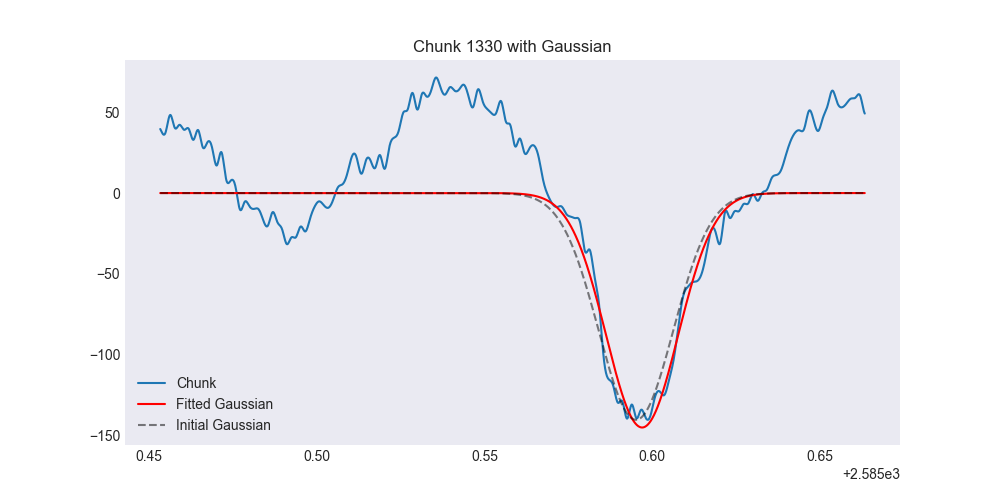 Chunk 1330 with Gaussian
50
0
−50
−100
−150
Chunk
Fitted Gaussian
Initial Gaussian
0.45 0.50 0.55 0.60 0.65
+2.585e3